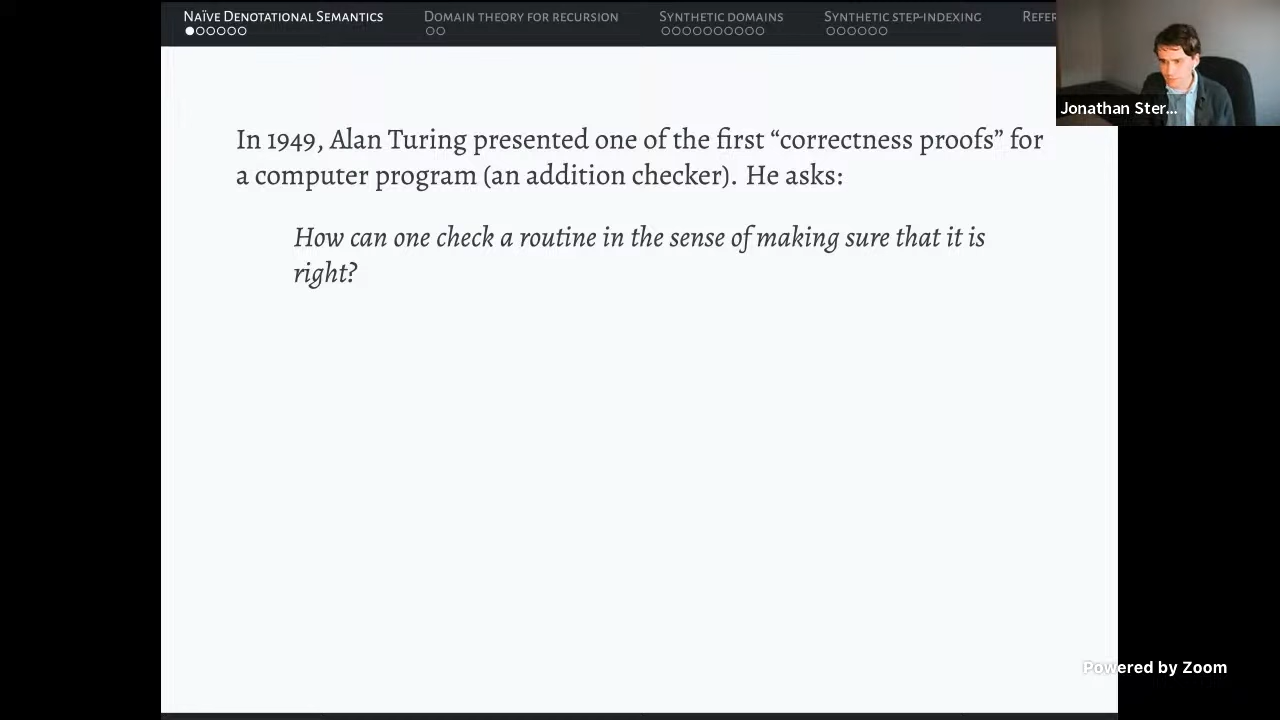 Naïve Denotational Semantics Domain theory for recursion Synthetic domains Synthetic step-indexing Refer
Jonathan Ster...
In 1949, Alan Turing presented one of the first “correctness proofs” for
a computer program (an addition checker). He asks:
How can one check a routine in the sense of making sure that it is
right?
Powered by Zoom